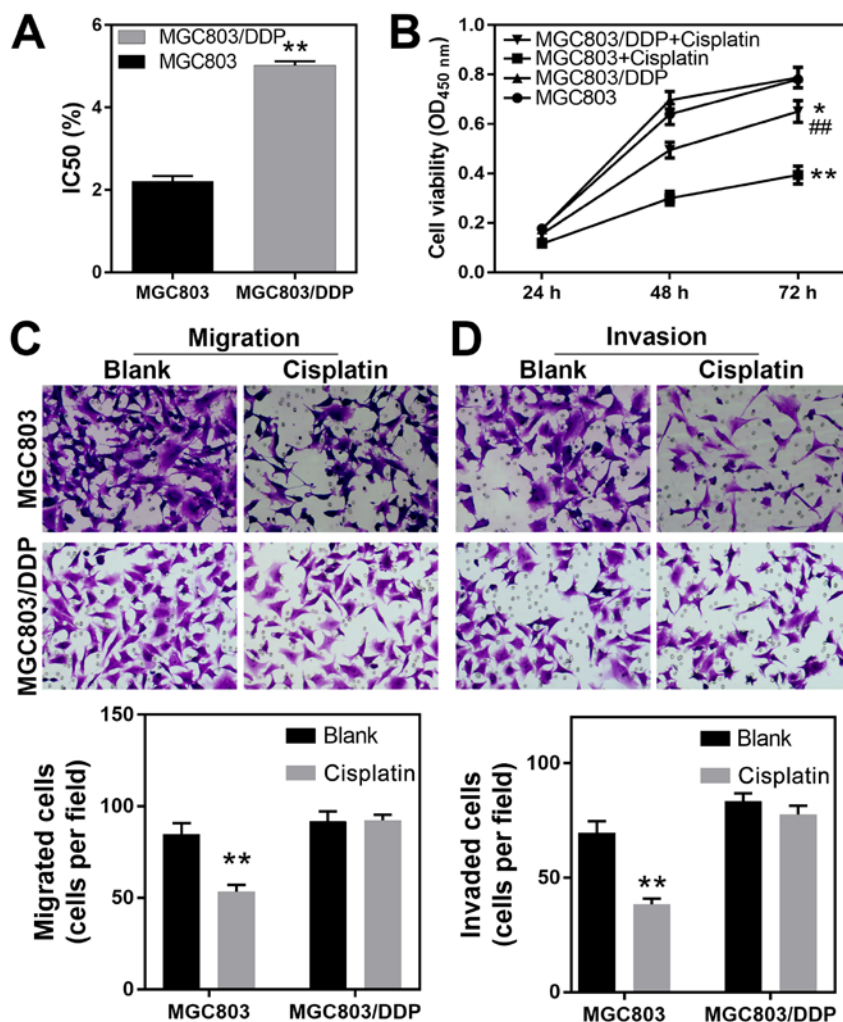 A
6
4
2
0
IC50 (%)
MGC803/DDP
MGC803
**
MGC803
MGC803/DDP
B
1.0
0.8
0.6
0.4
0.2
0.0
Cell viability (OD450 nm)
MGC803/DDP+Cisplatin
MGC803+Cisplatin
MGC803/DDP
MGC803
*
##
**
24 h
48 h
72 h
C
Migration
Blank
Cisplatin
MGC803
MGC803/DDP
D
Invasion
Blank
Cisplatin
150
100
50
0
Migrated cells
(cells per field)
Blank
Cisplatin
**
MGC803
MGC803/DDP
100
50
0
Invaded cells
(cells per field)
Blank
Cisplatin
**
MGC803
MGC803/DDP